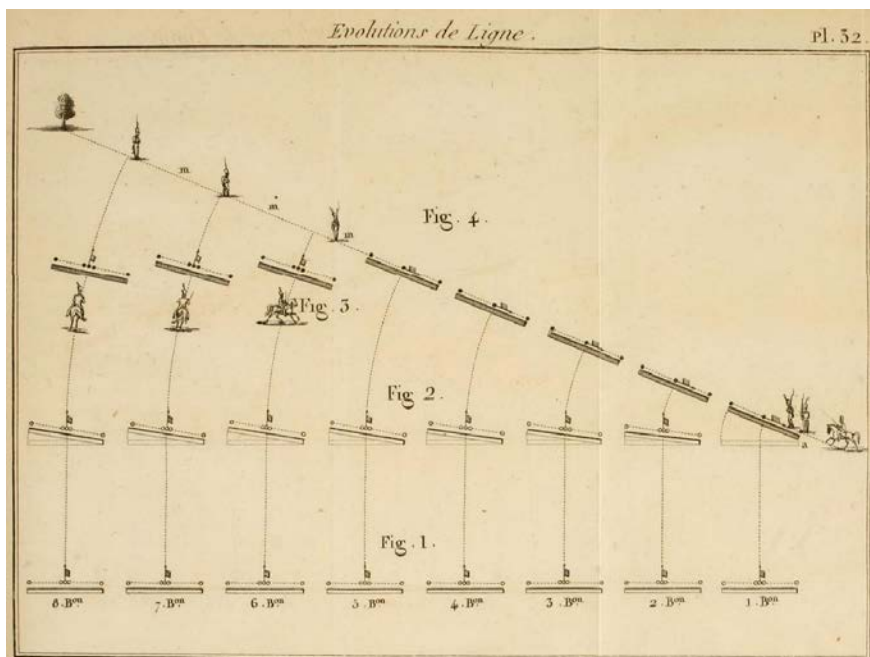 Evolutions de Ligne. Pl. 32
m
m
m
Fig. 4.
Fig. 3.
Fig 2.
a
Fig. 1.
8. Bon 7. Bon 6. Bon 5. Bon 4. Bon 3. Bon 2. Bon 1. Bon